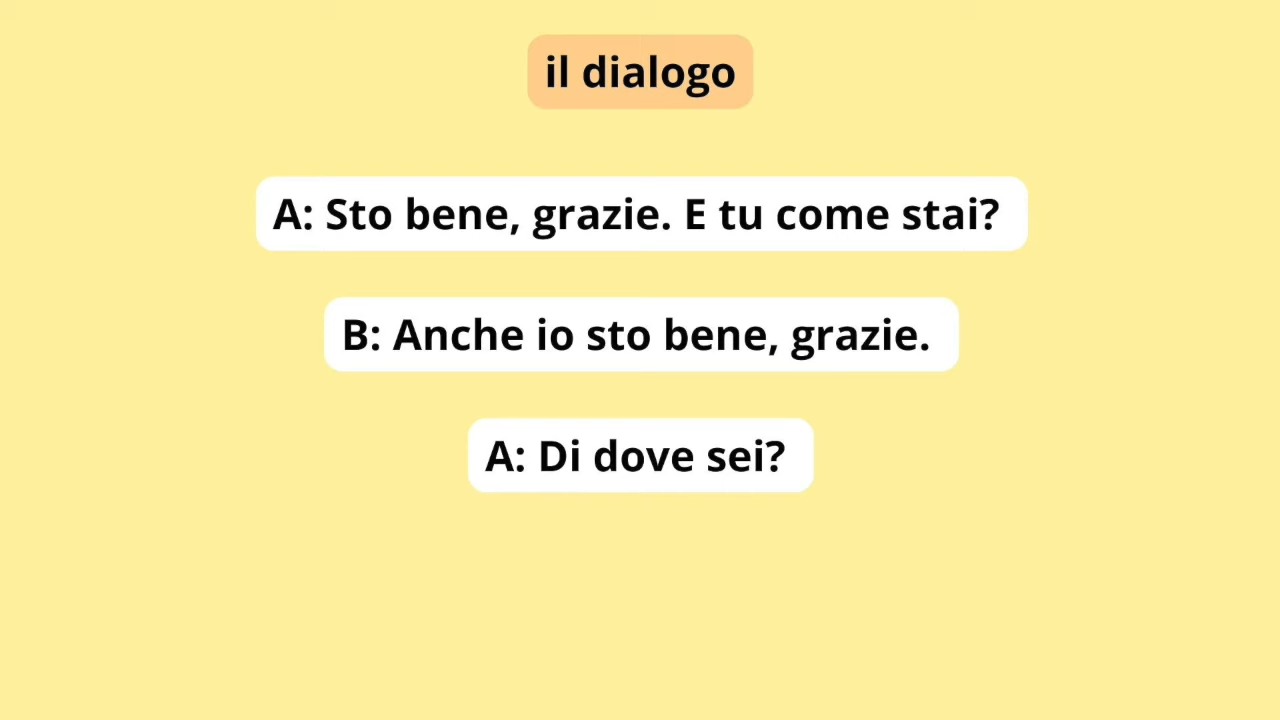 il dialogo
A: Sto bene, grazie. E tu come stai?
B: Anche io sto bene, grazie.
A: Di dove sei?